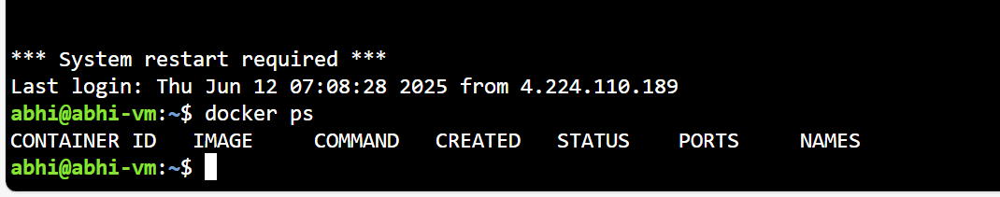 *** System restart required ***
Last login: Thu Jun 12 07:08:28 2025 from 4.224.110.189
abhi@abhi-vm:~$ docker ps
CONTAINER ID   IMAGE     COMMAND   CREATED   STATUS    PORTS     NAMES
abhi@abhi-vm:~$